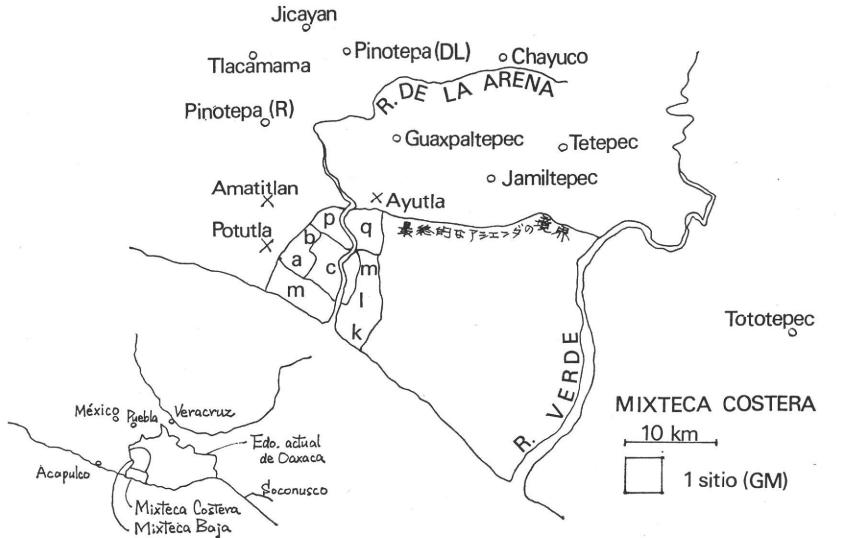 Jicayan
Pinotepa (DL)
Chayuco
Tlacamama
R. DE LA ARENA
Pinotepa (R)
Guaxpaltepec
Tetepec
Jamiltepec
Amatitlan
Ayutla
p
q
Potutla
b
最終的なアシエンダの境界
a
c
m
m
l
k
Tototepec
R. VERDE
MIXTECA COSTERA
10 km
1 sitio (GM)
México
Puebla
Veracruz
Edo. actual
de Oaxaca
Acapulco
Soconusco
Mixteca Costera
Mixteca Baja